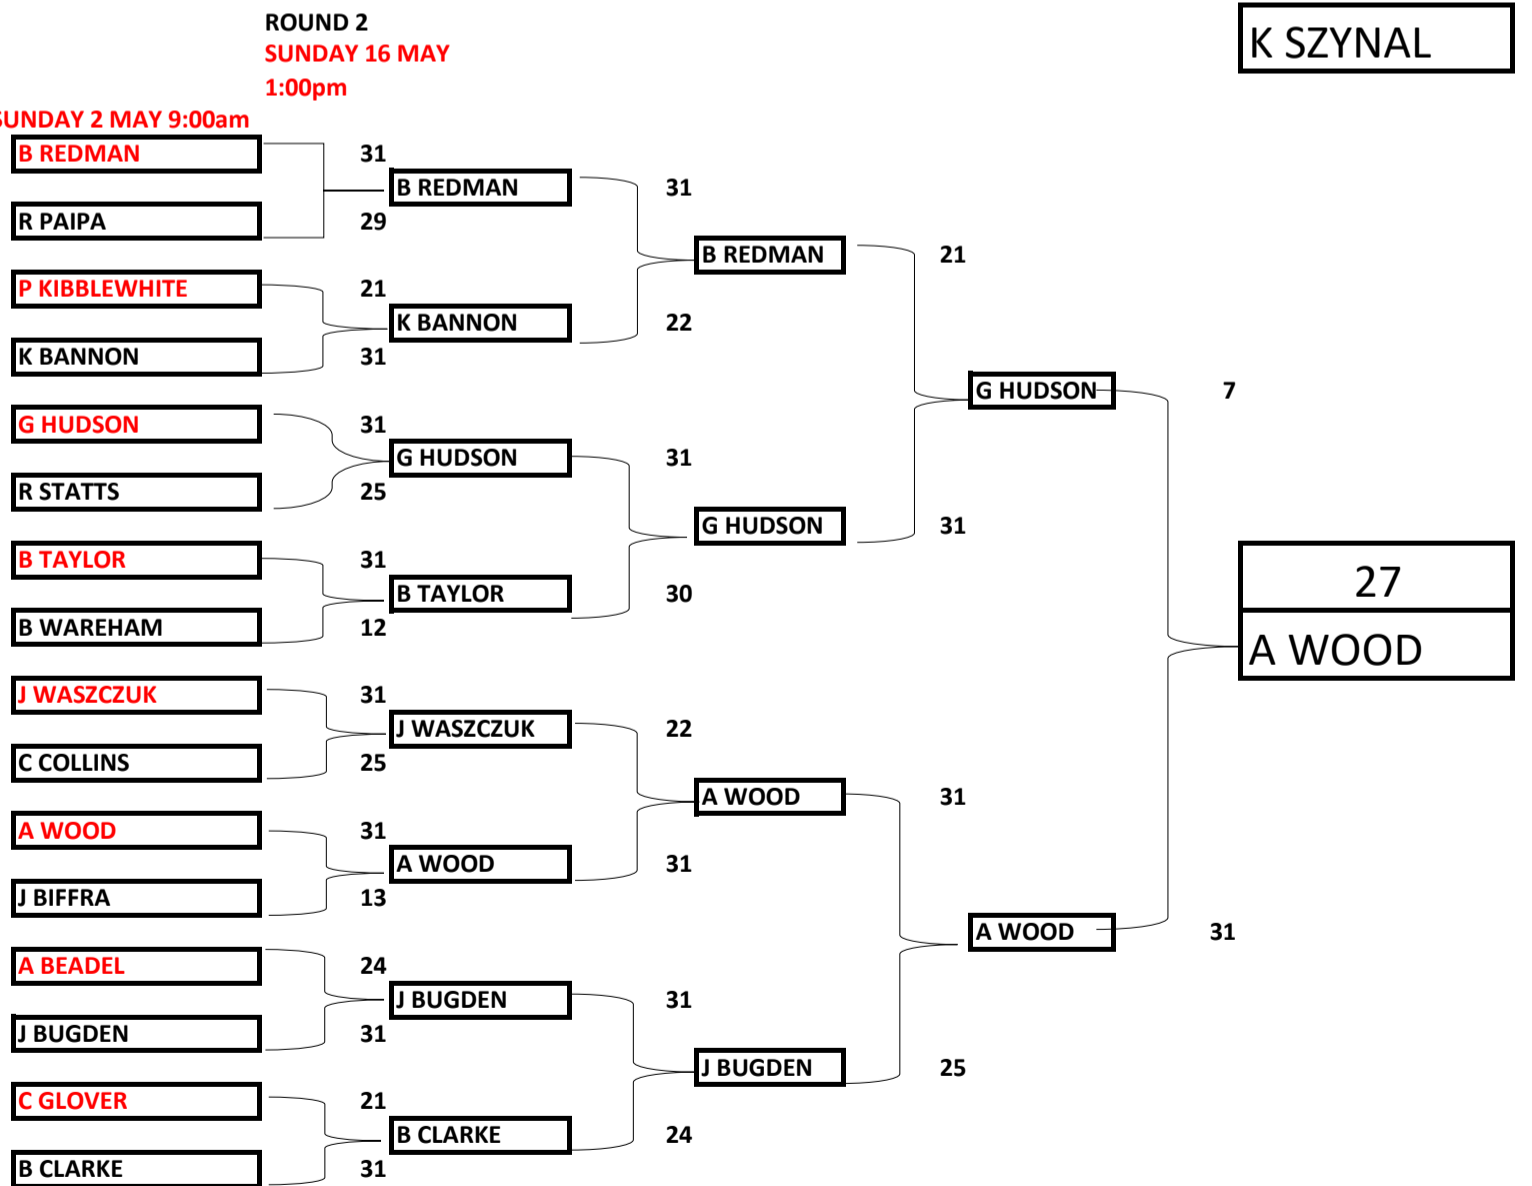 ROUND 2
SUNDAY 16 MAY
1:00pm
K SZYNAL
SUNDAY 2 MAY 9:00am
B REDMAN 31
B REDMAN 31
R PAIPA 29
B REDMAN 21
P KIBBLEWHITE 21
K BANNON 22
K BANNON 31
G HUDSON 7
G HUDSON 31
G HUDSON 31
R STATTS 25
G HUDSON 31
B TAYLOR 31
27
B TAYLOR 30
B WAREHAM 12
A WOOD
J WASZCZUK 31
J WASZCZUK 22
C COLLINS 25
A WOOD 31
A WOOD 31
A WOOD 31
J BIFFRA 13
A WOOD 31
A BEADEL 24
J BUGDEN 31
J BUGDEN 31
J BUGDEN 25
C GLOVER 21
B CLARKE 24
B CLARKE 31